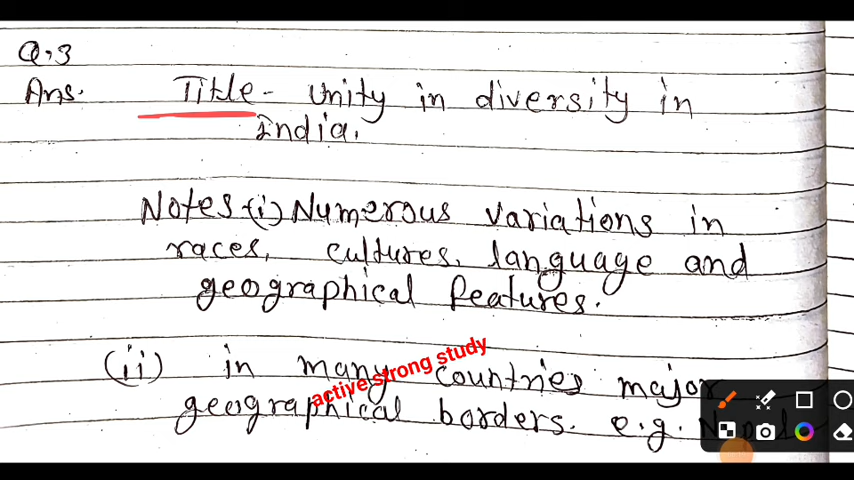 Q.3
Ans. Title- Unity in diversity in
India.
Notes-(i) Numerous variations in
races, cultures, language and
geographical features.
(ii) in many countries major
active strong study
geographical borders. e.g.